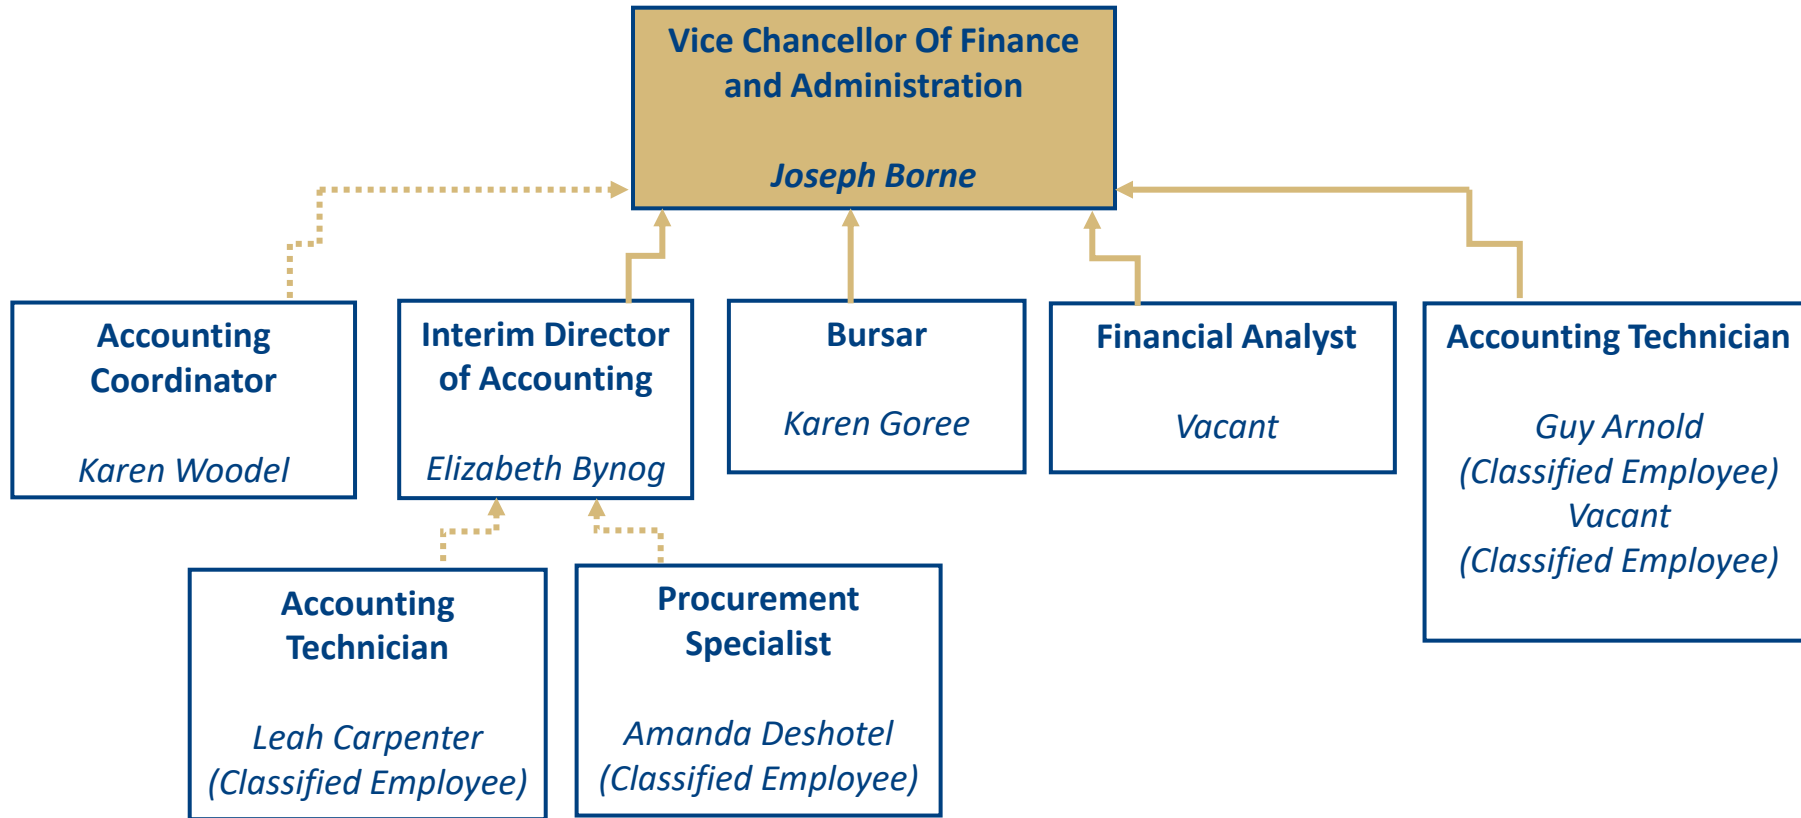 Vice Chancellor Of Finance
and Administration
Joseph Borne
Accounting
Coordinator
Karen Woodel
Interim Director
of Accounting
Elizabeth Bynog
Bursar
Karen Goree
Financial Analyst
Vacant
Accounting Technician
Guy Arnold
(Classified Employee)
Vacant
(Classified Employee)
Accounting
Technician
Leah Carpenter
(Classified Employee)
Procurement
Specialist
Amanda Deshotel
(Classified Employee)